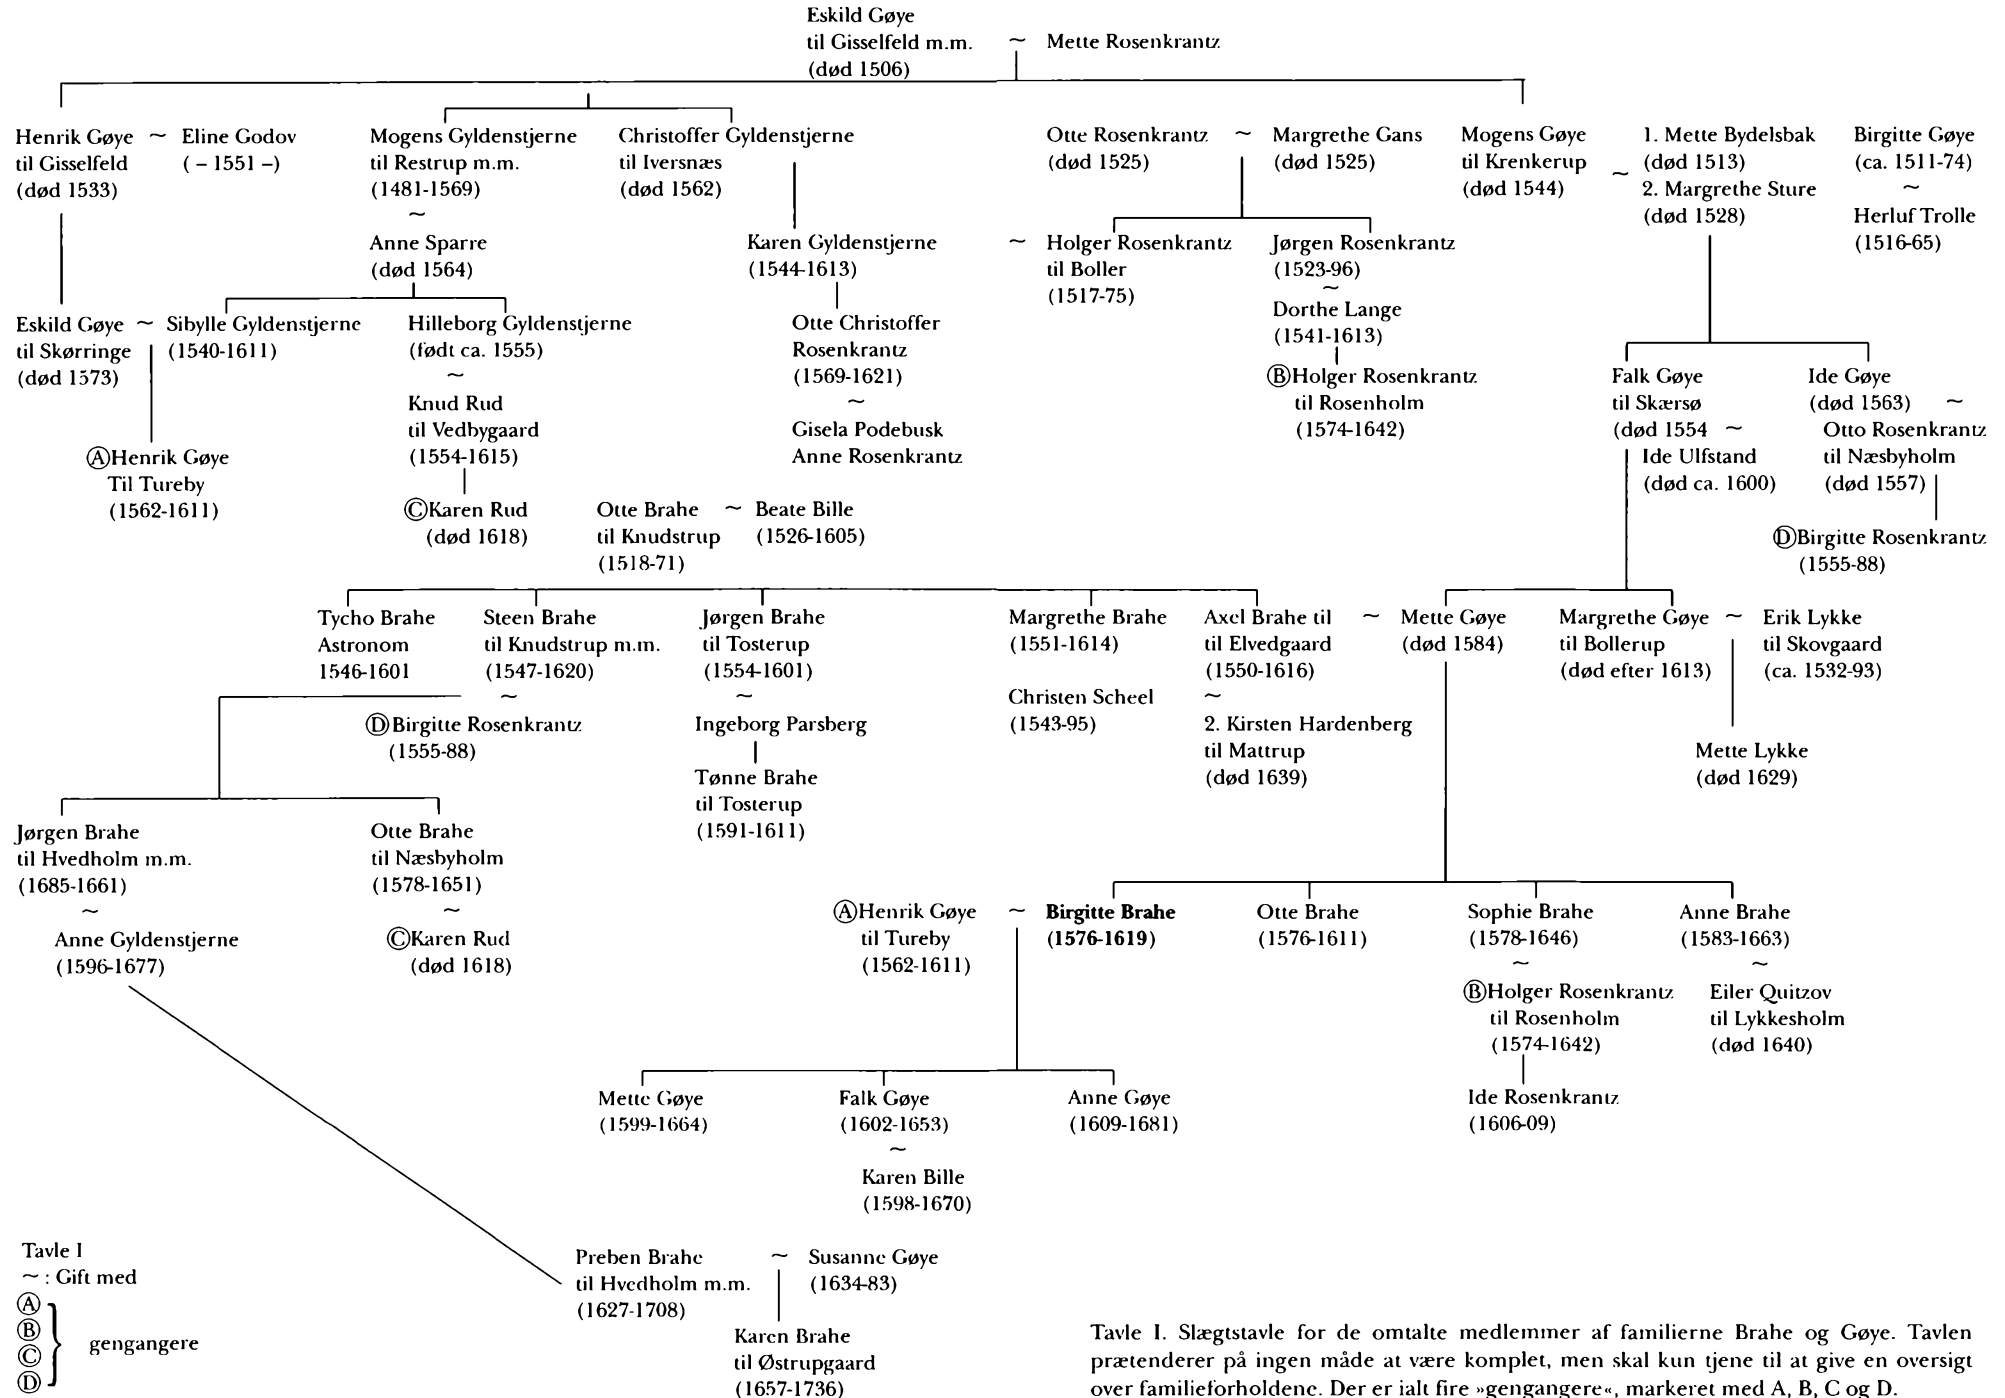 Eskild Gøye
til Gisselfeld m.m. ~ Mette Rosenkrantz
(død 1506)
Henrik Gøye ~ Eline Godov
til Gisselfeld (– 1551 –)
(død 1533)
Mogens Gyldenstjerne
til Restrup m.m.
(1481-1569)
~
Anne Sparre
(død 1564)
Christoffer Gyldenstjerne
til Iversnæs
(død 1562)
Otte Rosenkrantz ~ Margrethe Gans
(død 1525) (død 1525)
Mogens Gøye
til Krenkerup ~
(død 1544)
1. Mette Bydelsbak
(død 1513)
2. Margrethe Sture
(død 1528)
Birgitte Gøye
(ca. 1511-74)
~
Herluf Trolle
(1516-65)
Karen Gyldenstjerne ~ Holger Rosenkrantz
(1544-1613) til Boller
(1517-75)
Jørgen Rosenkrantz
(1523-96)
~
Dorthe Lange
(1541-1613)
Eskild Gøye ~ Sibylle Gyldenstjerne
til Skørringe (1540-1611)
(død 1573)
Hilleborg Gyldenstjerne
(født ca. 1555)
~
Knud Rud
til Vedbygaard
(1554-1615)
Otte Christoffer
Rosenkrantz
(1569-1621)
~
Gisela Podebusk
Anne Rosenkrantz
Ⓑ Holger Rosenkrantz
til Rosenholm
(1574-1642)
Falk Gøye
til Skærsø
(død 1554 ~
Ide Ulfstand
(død ca. 1600)
Ide Gøye
(død 1563) ~
Otto Rosenkrantz
til Næsbyholm
(død 1557)
Ⓐ Henrik Gøye
Til Tureby
(1562-1611)
Ⓒ Karen Rud
(død 1618)
Otte Brahe ~ Beate Bille
til Knudstrup (1526-1605)
(1518-71)
Ⓓ Birgitte Rosenkrantz
(1555-88)
Tycho Brahe
Astronom
1546-1601
Steen Brahe
til Knudstrup m.m.
(1547-1620)
~
Ⓓ Birgitte Rosenkrantz
(1555-88)
Jørgen Brahe
til Tosterup
(1554-1601)
~
Ingeborg Parsberg
Tønne Brahe
til Tosterup
(1591-1611)
Margrethe Brahe
(1551-1614)
Christen Scheel
(1543-95)
Axel Brahe til ~ Mette Gøye
til Elvedgaard (død 1584)
(1550-1616)
~
2. Kirsten Hardenberg
til Mattrup
(død 1639)
Margrethe Gøye ~ Erik Lykke
til Bollerup til Skovgaard
(død efter 1613) (ca. 1532-93)
Mette Lykke
(død 1629)
Jørgen Brahe
til Hvedholm m.m.
(1685-1661)
~
Anne Gyldenstjerne
(1596-1677)
Otte Brahe
til Næsbyholm
(1578-1651)
~
Ⓒ Karen Rud
(død 1618)
Ⓐ Henrik Gøye ~ Birgitte Brahe
til Tureby (1576-1619)
(1562-1611)
Otte Brahe
(1576-1611)
Sophie Brahe
(1578-1646)
~
Ⓑ Holger Rosenkrantz
til Rosenholm
(1574-1642)
Ide Rosenkrantz
(1606-09)
Anne Brahe
(1583-1663)
~
Eiler Quitzov
til Lykkesholm
(død 1640)
Mette Gøye
(1599-1664)
Falk Gøye
(1602-1653)
~
Karen Bille
(1598-1670)
Anne Gøye
(1609-1681)
Preben Brahe ~ Susanne Gøye
til Hvedholm m.m. (1634-83)
(1627-1708)
Karen Brahe
til Østrupgaard
(1657-1736)
Tavle I
~ : Gift med
Ⓐ
Ⓑ
Ⓒ
Ⓓ
gengangere
Tavle I. Slægtstavle for de omtalte medlemmer af familierne Brahe og Gøye. Tavlen
prætenderer på ingen måde at være komplet, men skal kun tjene til at give en oversigt
over familieforholdene. Der er ialt fire »gengangere«, markeret med A, B, C og D.